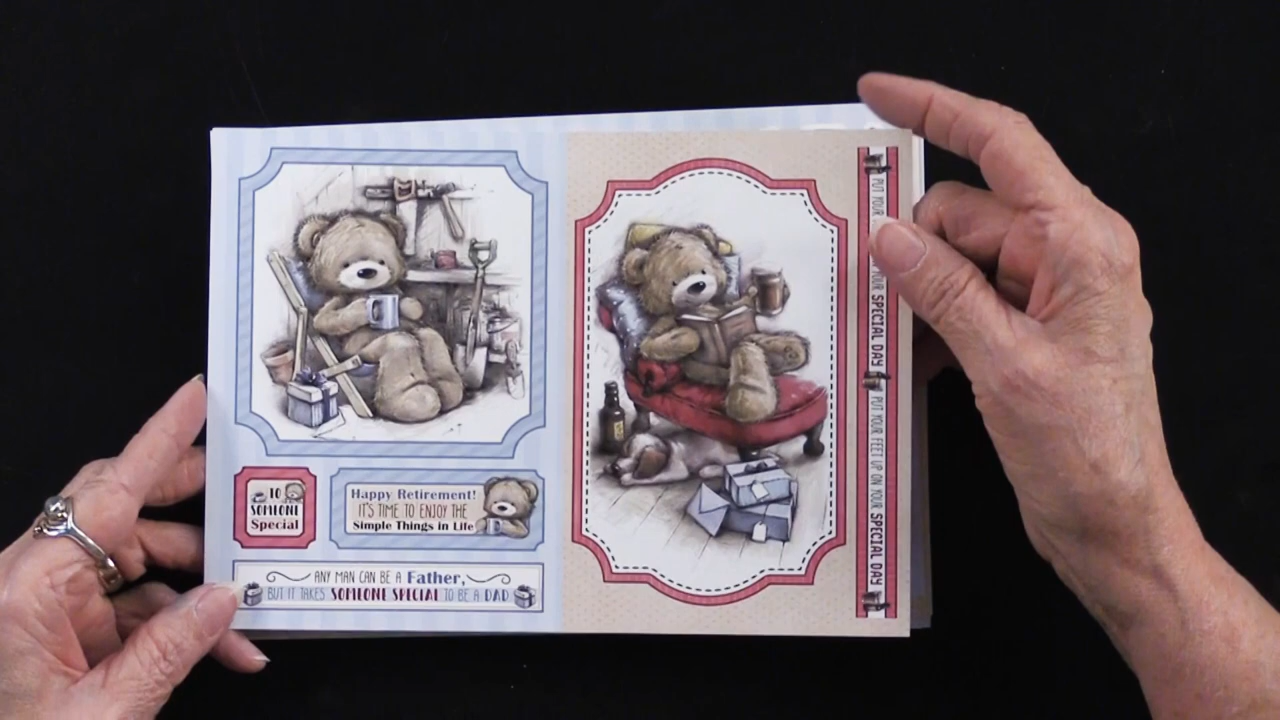 10
SOMEONE
Special
Happy Retirement!
IT'S TIME TO ENJOY THE
Simple Things in Life
ANY MAN CAN BE A Father,
BUT IT TAKES SOMEONE SPECIAL TO BE A DAD
PUT YOUR YOUR SPECIAL DAY PUT YOUR FEET UP ON YOUR SPECIAL DAY